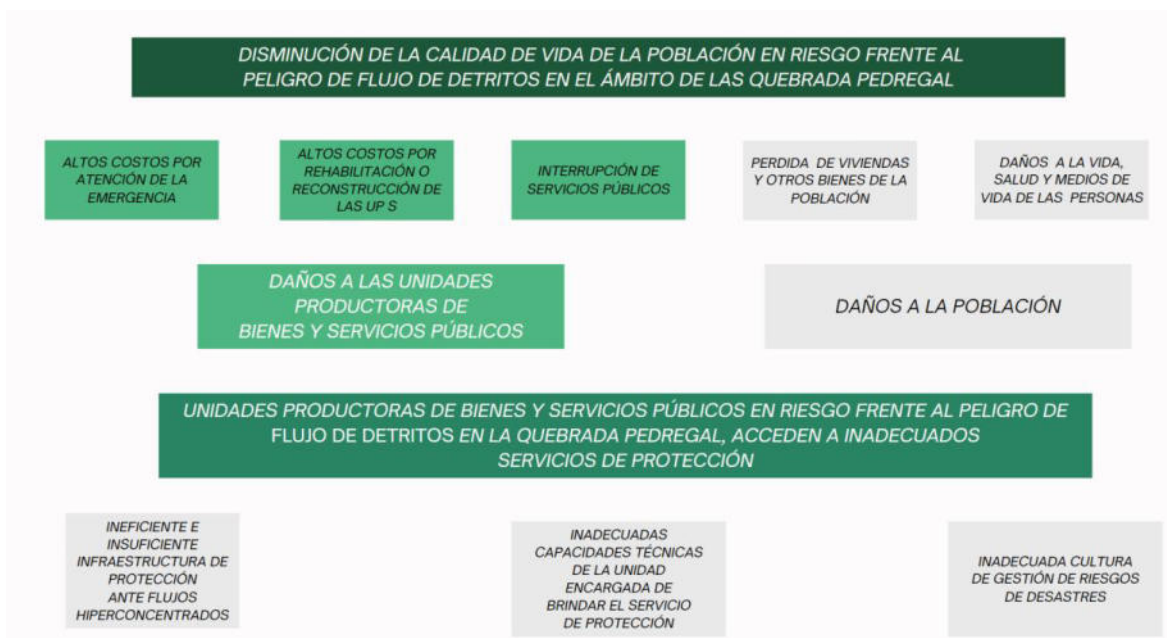 DISMINUCIÓN DE LA CALIDAD DE VIDA DE LA POBLACIÓN EN RIESGO FRENTE AL
PELIGRO DE FLUJO DE DETRITOS EN EL ÁMBITO DE LAS QUEBRADA PEDREGAL
ALTOS COSTOS POR
ATENCIÓN DE LA
EMERGENCIA
ALTOS COSTOS POR
REHABILITACIÓN O
RECONSTRUCCIÓN DE
LAS UP S
INTERRUPCIÓN DE
SERVICIOS PÚBLICOS
PERDIDA DE VIVIENDAS
Y OTROS BIENES DE LA
POBLACIÓN
DAÑOS A LA VIDA,
SALUD Y MEDIOS DE
VIDA DE LAS PERSONAS
DAÑOS A LAS UNIDADES
PRODUCTORAS DE
BIENES Y SERVICIOS PÚBLICOS
DAÑOS A LA POBLACIÓN
UNIDADES PRODUCTORAS DE BIENES Y SERVICIOS PÚBLICOS EN RIESGO FRENTE AL PELIGRO DE
FLUJO DE DETRITOS EN LA QUEBRADA PEDREGAL, ACCEDEN A INADECUADOS
SERVICIOS DE PROTECCIÓN
INEFICIENTE E
INSUFICIENTE
INFRAESTRUCTURA DE
PROTECCIÓN
ANTE FLUJOS
HIPERCONCENTRADOS
INADECUADAS
CAPACIDADES TÉCNICAS
DE LA UNIDAD
ENCARGADA DE
BRINDAR EL SERVICIO
DE PROTECCIÓN
INADECUADA CULTURA
DE GESTIÓN DE RIESGOS
DE DESASTRES